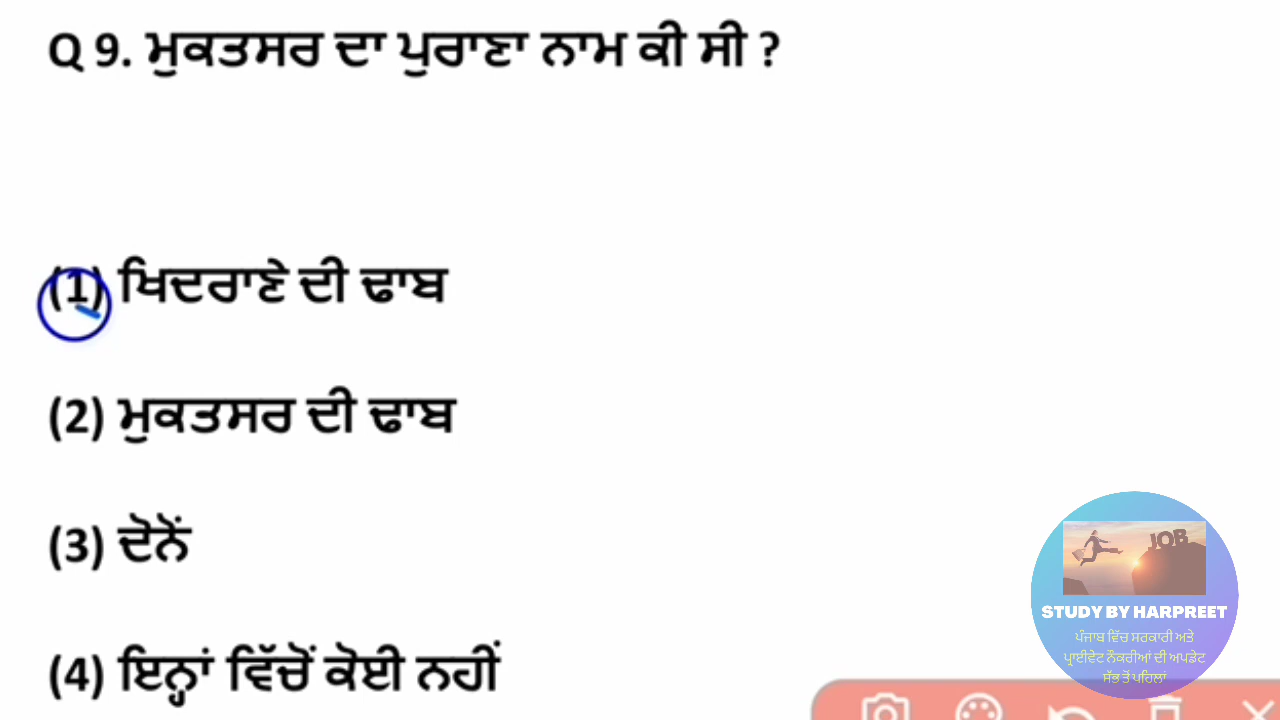 Q 9. ਮੁਕਤਸਰ ਦਾ ਪੁਰਾਣਾ ਨਾਮ ਕੀ ਸੀ ?
(1) ਖਿਦਰਾਣੇ ਦੀ ਢਾਬ
(2) ਮੁਕਤਸਰ ਦੀ ਢਾਬ
(3) ਦੋਨੋਂ
(4) ਇਨ੍ਹਾਂ ਵਿੱਚੋਂ ਕੋਈ ਨਹੀਂ
JOB
STUDY BY HARPREET
ਪੰਜਾਬ ਵਿੱਚ ਸਰਕਾਰੀ ਅਤੇ
ਪ੍ਰਾਈਵੇਟ ਨੌਕਰੀਆਂ ਦੀ ਅਪਡੇਟ
ਸੱਭ ਤੋਂ ਪਹਿਲਾਂ